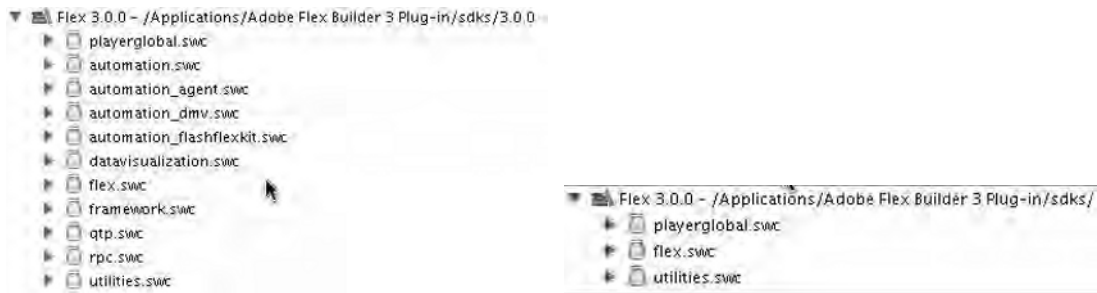 Flex 3.0.0 - /Applications/Adobe Flex Builder 3 Plug-in/sdks/3.0.0
playerglobal.swc
automation.swc
automation_agent.swc
automation_dmv.swc
automation_flashflexkit.swc
datavisualization.swc
flex.swc
framework.swc
qtp.swc
rpc.swc
utilities.swc
Flex 3.0.0 - /Applications/Adobe Flex Builder 3 Plug-in/sdks/
playerglobal.swc
flex.swc
utilities.swc